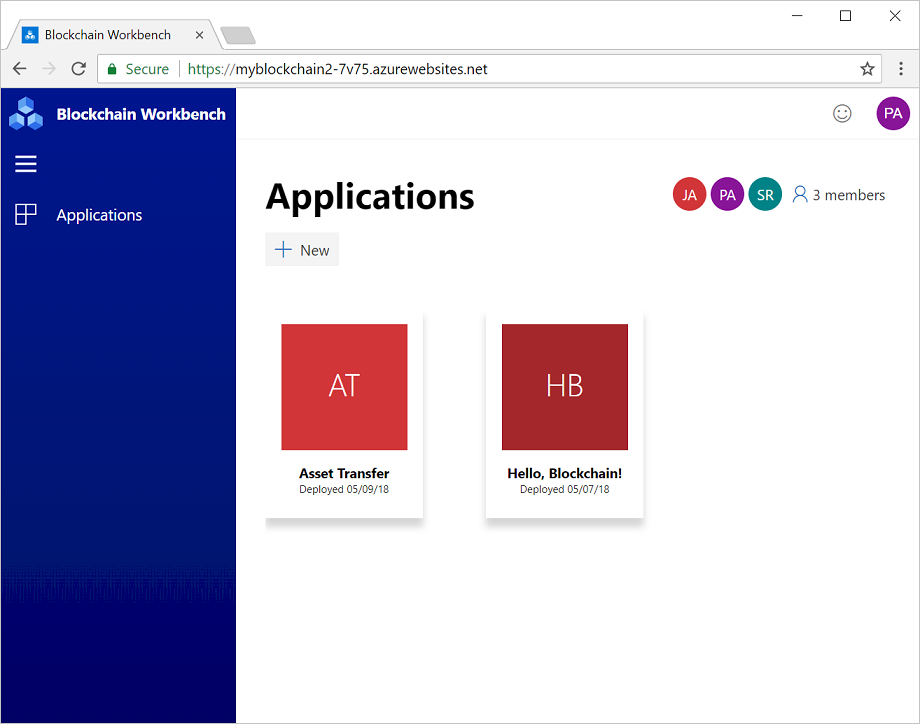 Blockchain Workbench
Secure https://myblockchain2-7v75.azurewebsites.net
Blockchain Workbench
PA
Applications
Applications
JA PA SR 3 members
New
AT
Asset Transfer
Deployed 05/09/18
HB
Hello, Blockchain!
Deployed 05/07/18